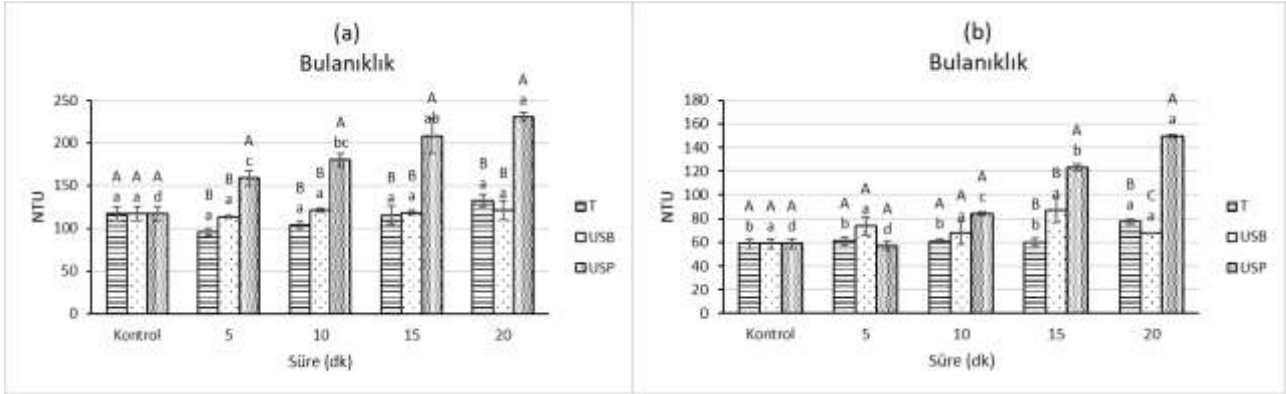 (a)
Bulanıklık
250
200
150
100
50
0
NTU
A A A
a a d
B B A
a a c
B B A
a a bc
B B A
a a ab
B B A
a a a
Kontrol 5 10 15 20
Süre (dk)
T
USB
USP
(b)
Bulanıklık
180
160
140
120
100
80
60
40
20
0
NTU
A A A
b a d
A A A
b a d
A A A
b a c
B B A
b a b
B C A
a a a
Kontrol 5 10 15 20
Süre (dk)
T
USB
USP